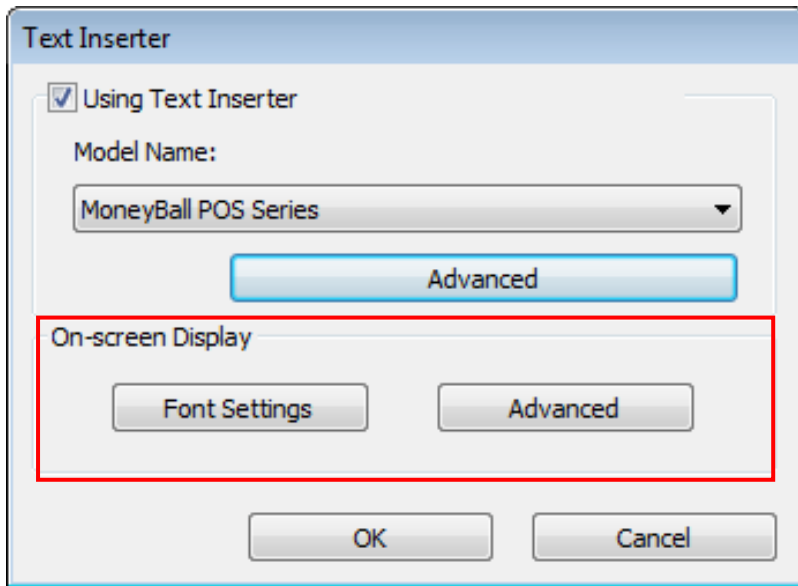 Text Inserter
Using Text Inserter
Model Name:
MoneyBall POS Series
Advanced
On-screen Display
Font Settings Advanced
OK Cancel